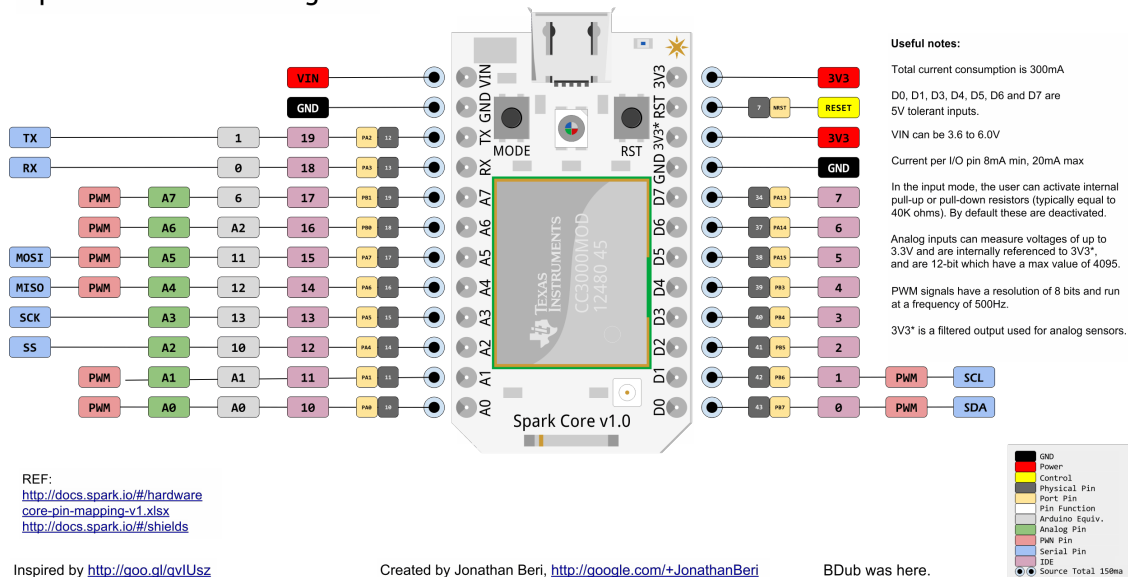 VIN
GND
TX 1 19 PA2 12
RX 0 18 PA3 13
PWM A7 6 17 PB1 19
PWM A6 A2 16 PB0 18
MOSI PWM A5 11 15 PA7 17
MISO PWM A4 12 14 PA6 16
SCK A3 13 13 PA5 15
SS A2 10 12 PA4 14
PWM A1 A1 11 PA1 11
PWM A0 A0 10 PA0 10
VIN
GND
TX
RX
A7
A6
A5
A4
A3
A2
A1
A0
MODE
RST
TEXAS
INSTRUMENTS
CC3000MOD
12480 45
Spark Core v1.0
3V3
RST
3V3*
GND
D7
D6
D5
D4
D3
D2
D1
D0
3V3
7 NRST RESET
3V3
GND
34 PA13 7
37 PA14 6
38 PA15 5
39 PB3 4
40 PB4 3
41 PB5 2
42 PB6 1 PWM SCL
43 PB7 0 PWM SDA
Useful notes:
Total current consumption is 300mA
D0, D1, D3, D4, D5, D6 and D7 are
5V tolerant inputs.
VIN can be 3.6 to 6.0V
Current per I/O pin 8mA min, 20mA max
In the input mode, the user can activate internal
pull-up or pull-down resistors (typically equal to
40K ohms). By default these are deactivated.
Analog inputs can measure voltages of up to
3.3V and are internally referenced to 3V3*,
and are 12-bit which have a max value of 4095.
PWM signals have a resolution of 8 bits and run
at a frequency of 500Hz.
3V3* is a filtered output used for analog sensors.
GND
Power
Control
Physical Pin
Port Pin
Pin Function
Arduino Equiv.
Analog Pin
PWN Pin
Serial Pin
IDE
Source Total 150ma
REF:
http://docs.spark.io/#/hardware
core-pin-mapping-v1.xlsx
http://docs.spark.io/#/shields
Inspired by http://goo.gl/qvIUsz
Created by Jonathan Beri, http://google.com/+JonathanBeri
BDub was here.